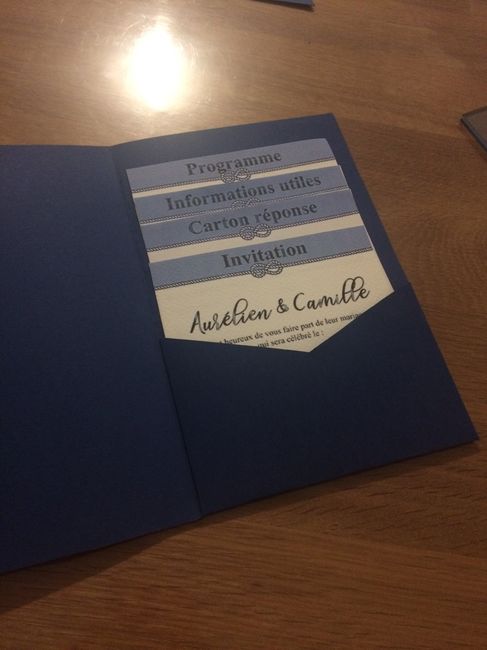 Programme
Informations utiles
Carton réponse
Invitation
Aurélien & Camille
heureux de vous faire part de leur
qui sera célébré le :